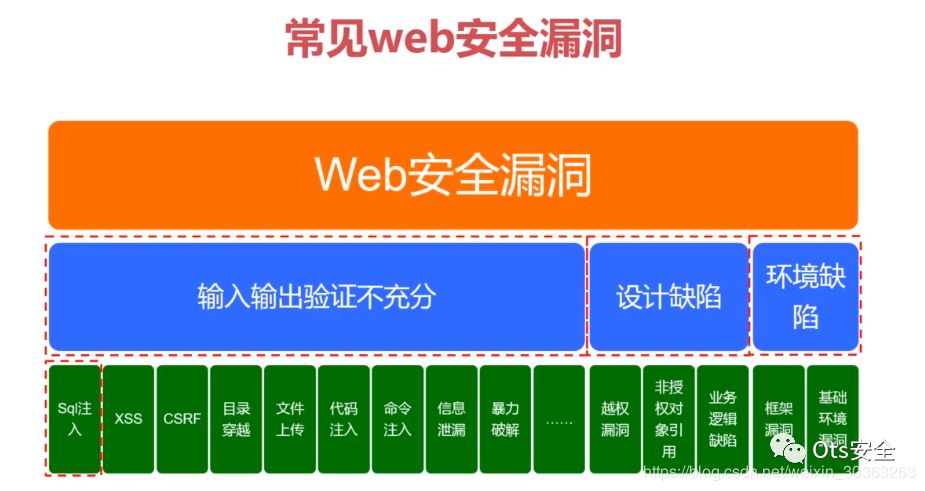 常见web安全漏洞
Web安全漏洞
输入输出验证不充分
设计缺陷
环境缺
陷
Sql注
入
XSS
CSRF
目录
穿越
文件
上传
代码
注入
命令
注入
信息
泄漏
暴力
破解
……
越权
漏洞
非授
权对
象引
用
业务
逻辑
缺陷
框架
漏洞
基础
环境
漏洞
Ots安全
https://blog.csdn.net/weixin_30363263